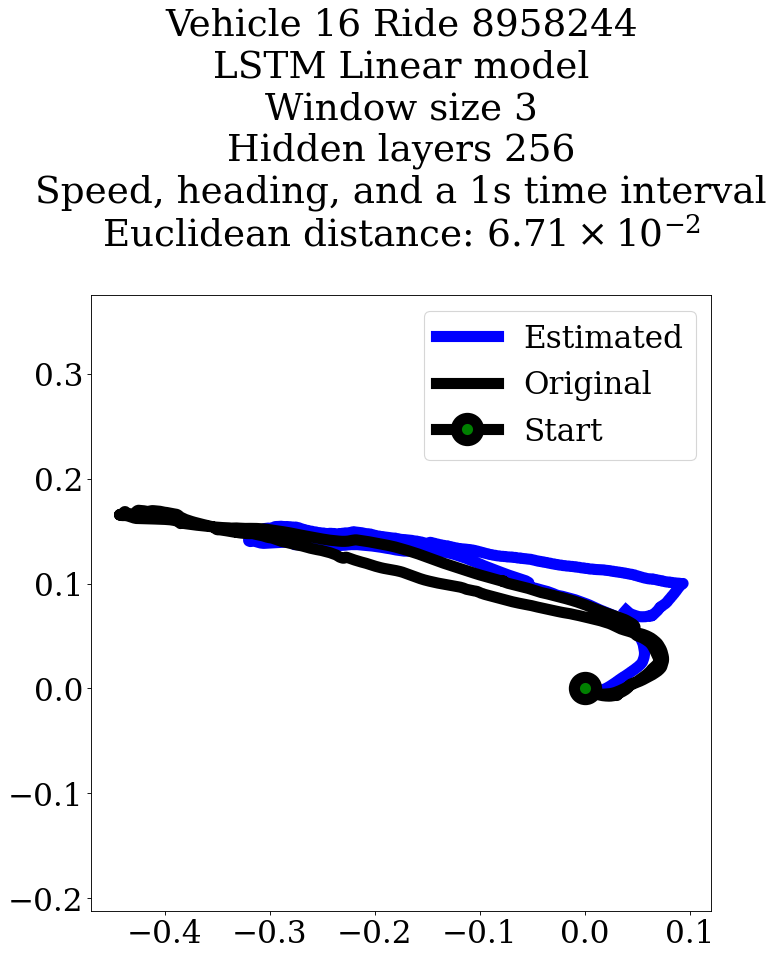 Vehicle 16 Ride 8958244
LSTM Linear model
Window size 3
Hidden layers 256
Speed, heading, and a 1s time interval
Euclidean distance: 6.71 × 10⁻²
Estimated
Original
Start
0.3
0.2
0.1
0.0
−0.1
−0.2
−0.4 −0.3 −0.2 −0.1 0.0 0.1